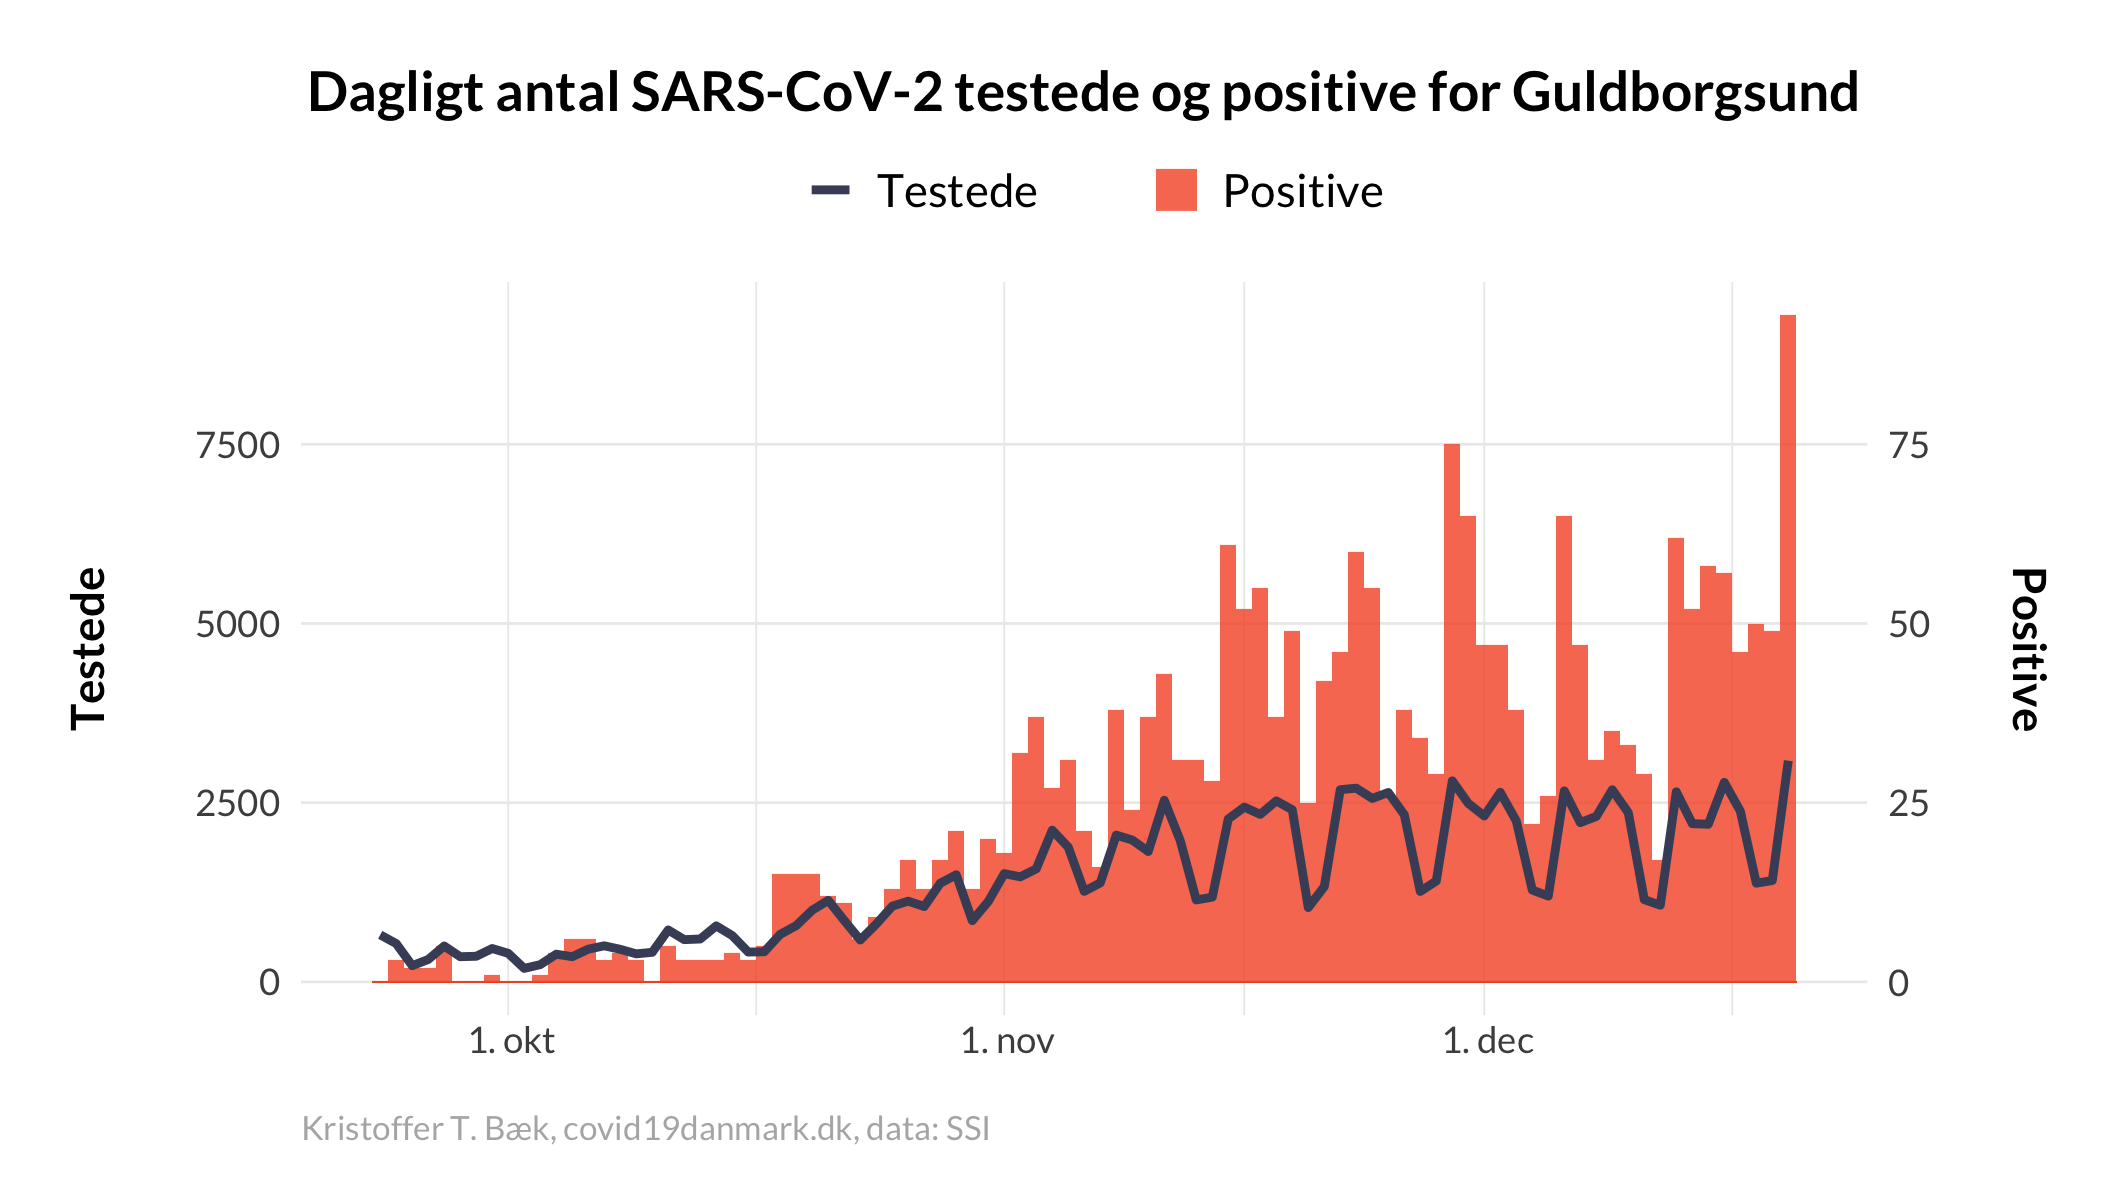 Dagligt antal SARS-CoV-2 testede og positive for Guldborgsund
Testede
Positive
7500
5000
2500
0
75
50
25
0
Testede
Positive
1. okt
1. nov
1. dec
Kristoffer T. Bæk, covid19danmark.dk, data: SSI